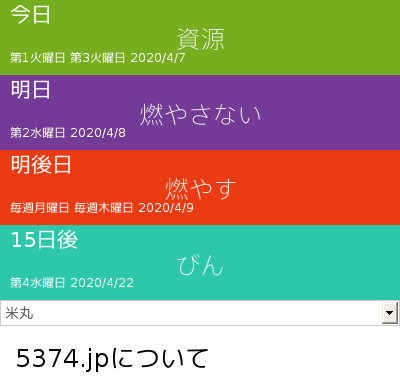 今日
資源
第1火曜日 第3火曜日 2020/4/7
明日
燃やさない
第2水曜日 2020/4/8
明後日
燃やす
毎週月曜日 毎週木曜日 2020/4/9
15日後
びん
第4水曜日 2020/4/22
米丸
5374.jpについて